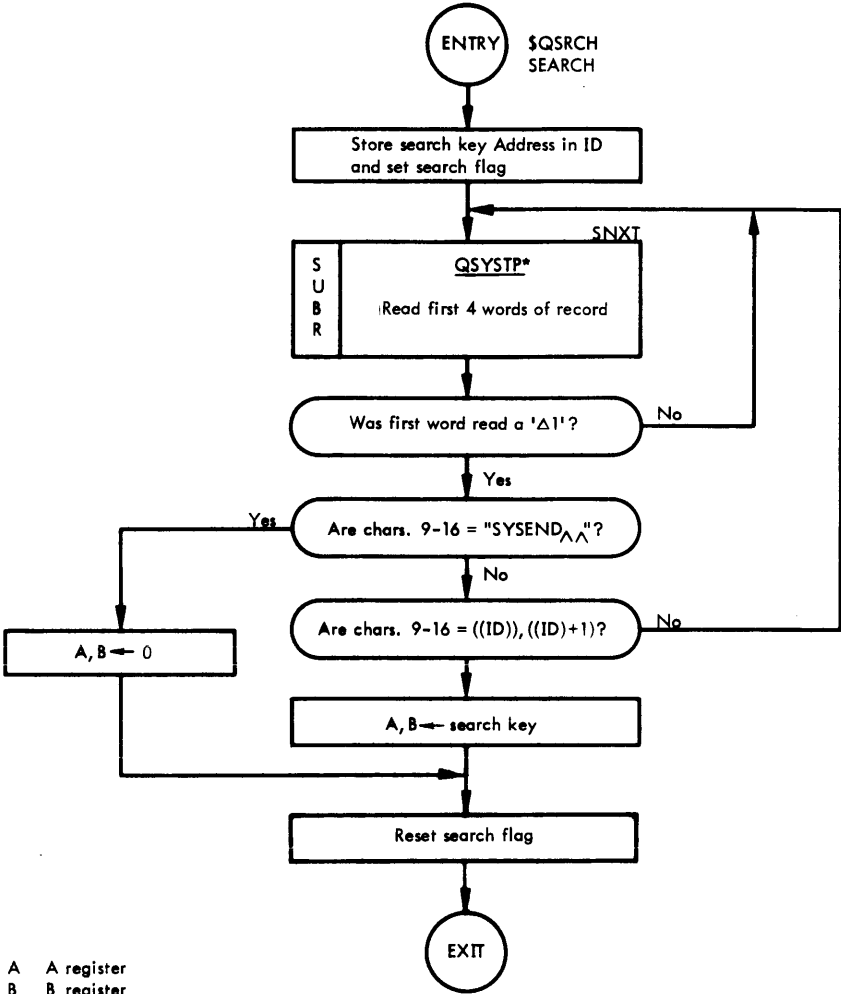 ENTRY $QSRCH
SEARCH
Store search key Address in ID
and set search flag
SNXT
S
U
B
R
QSYSTP*
Read first 4 words of record
Was first word read a 'Δ1'?
No
Yes
Are chars. 9-16 = "SYSEND^^"?
Yes
No
Are chars. 9-16 = ((ID)), ((ID)+1)?
No
A, B ← 0
A, B ← search key
Reset search flag
EXIT
A A register
B B register